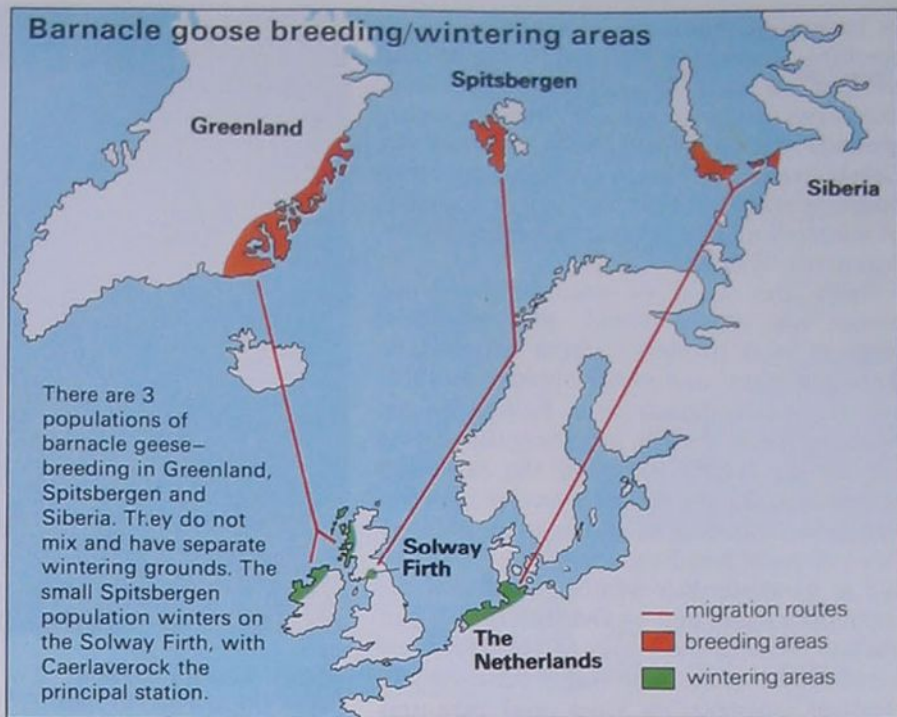 Barnacle goose breeding/wintering areas
Spitsbergen
Greenland
Siberia
There are 3
populations of
barnacle geese–
breeding in Greenland,
Spitsbergen and
Siberia. They do not
mix and have separate
wintering grounds. The
small Spitsbergen
population winters on
the Solway Firth, with
Caerlaverock the
principal station.
Solway
Firth
The
Netherlands
migration routes
breeding areas
wintering areas